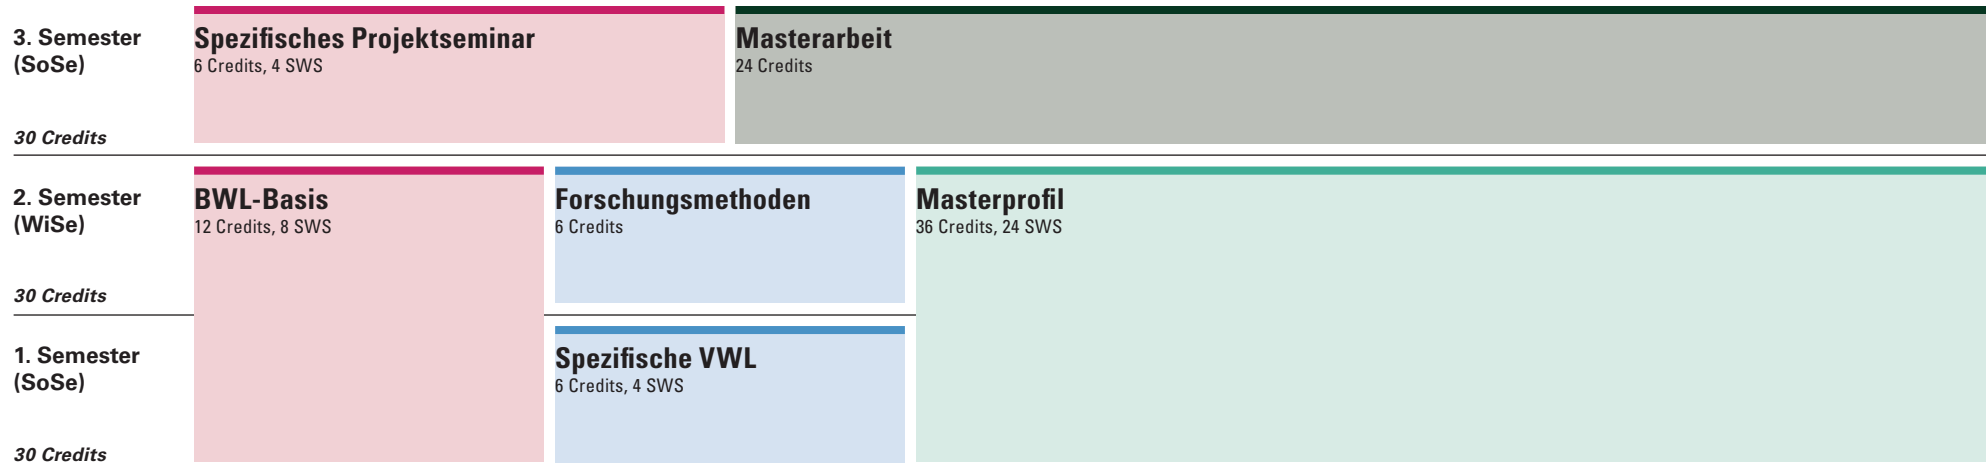 3. Semester
(SoSe)
30 Credits
Spezifisches Projektseminar
6 Credits, 4 SWS
Masterarbeit
24 Credits
2. Semester
(WiSe)
30 Credits
BWL-Basis
12 Credits, 8 SWS
Forschungsmethoden
6 Credits
Masterprofil
36 Credits, 24 SWS
1. Semester
(SoSe)
30 Credits
Spezifische VWL
6 Credits, 4 SWS